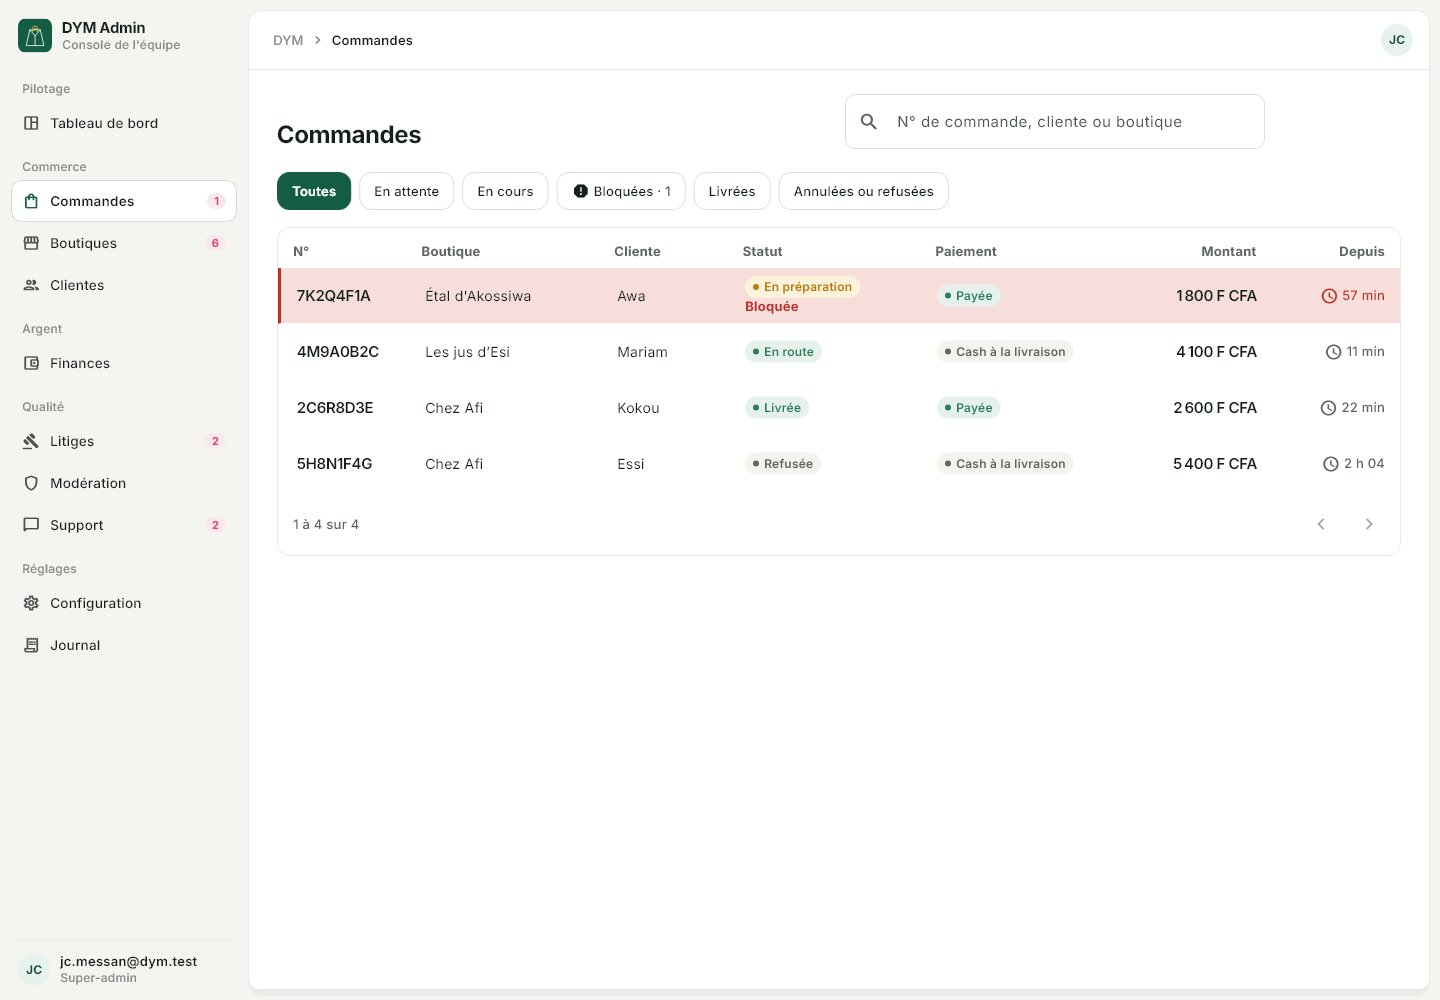 DYM Admin
Console de l'équipe
Pilotage
Tableau de bord
Commerce
Commandes 1
Boutiques 6
Clientes
Argent
Finances
Qualité
Litiges 2
Modération
Support 2
Réglages
Configuration
Journal
JC jc.messan@dym.test
Super-admin
DYM > Commandes
JC
Commandes
N° de commande, cliente ou boutique
Toutes En attente En cours Bloquées · 1 Livrées Annulées ou refusées
N° Boutique Cliente Statut Paiement Montant Depuis
7K2Q4F1A Étal d'Akossiwa Awa En préparation Payée 1 800 F CFA 57 min
Bloquée
4M9A0B2C Les jus d’Esi Mariam En route Cash à la livraison 4 100 F CFA 11 min
2C6R8D3E Chez Afi Kokou Livrée Payée 2 600 F CFA 22 min
5H8N1F4G Chez Afi Essi Refusée Cash à la livraison 5 400 F CFA 2 h 04
1 à 4 sur 4